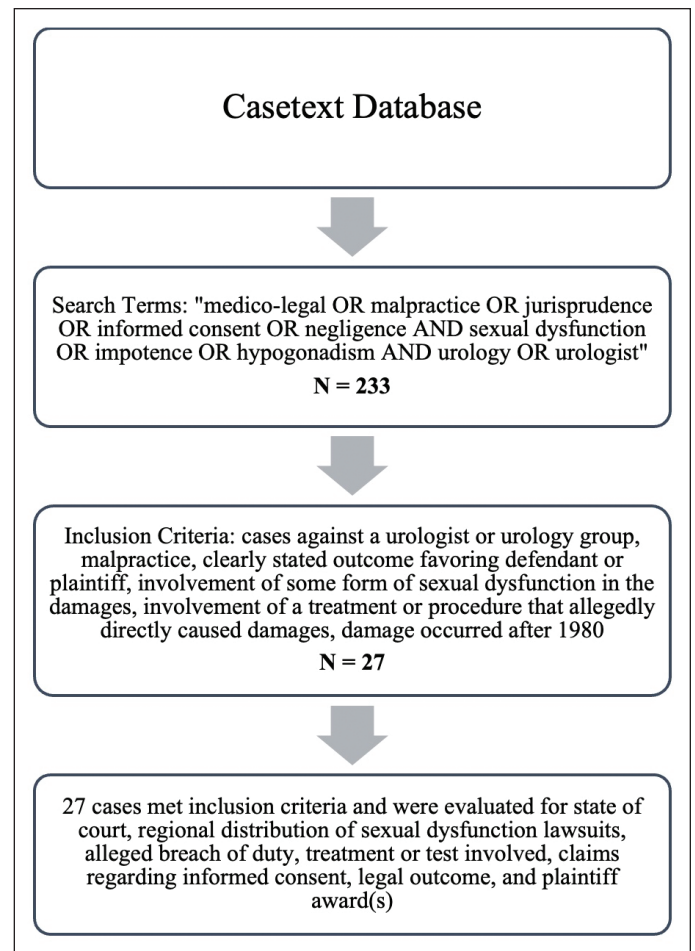 Casetext Database
Search Terms: "medico-legal OR malpractice OR jurisprudence
OR informed consent OR negligence AND sexual dysfunction
OR impotence OR hypogonadism AND urology OR urologist"
N = 233
Inclusion Criteria: cases against a urologist or urology group,
malpractice, clearly stated outcome favoring defendant or
plaintiff, involvement of some form of sexual dysfunction in the
damages, involvement of a treatment or procedure that allegedly
directly caused damages, damage occurred after 1980
N = 27
27 cases met inclusion criteria and were evaluated for state of
court, regional distribution of sexual dysfunction lawsuits,
alleged breach of duty, treatment or test involved, claims
regarding informed consent, legal outcome, and plaintiff
award(s)